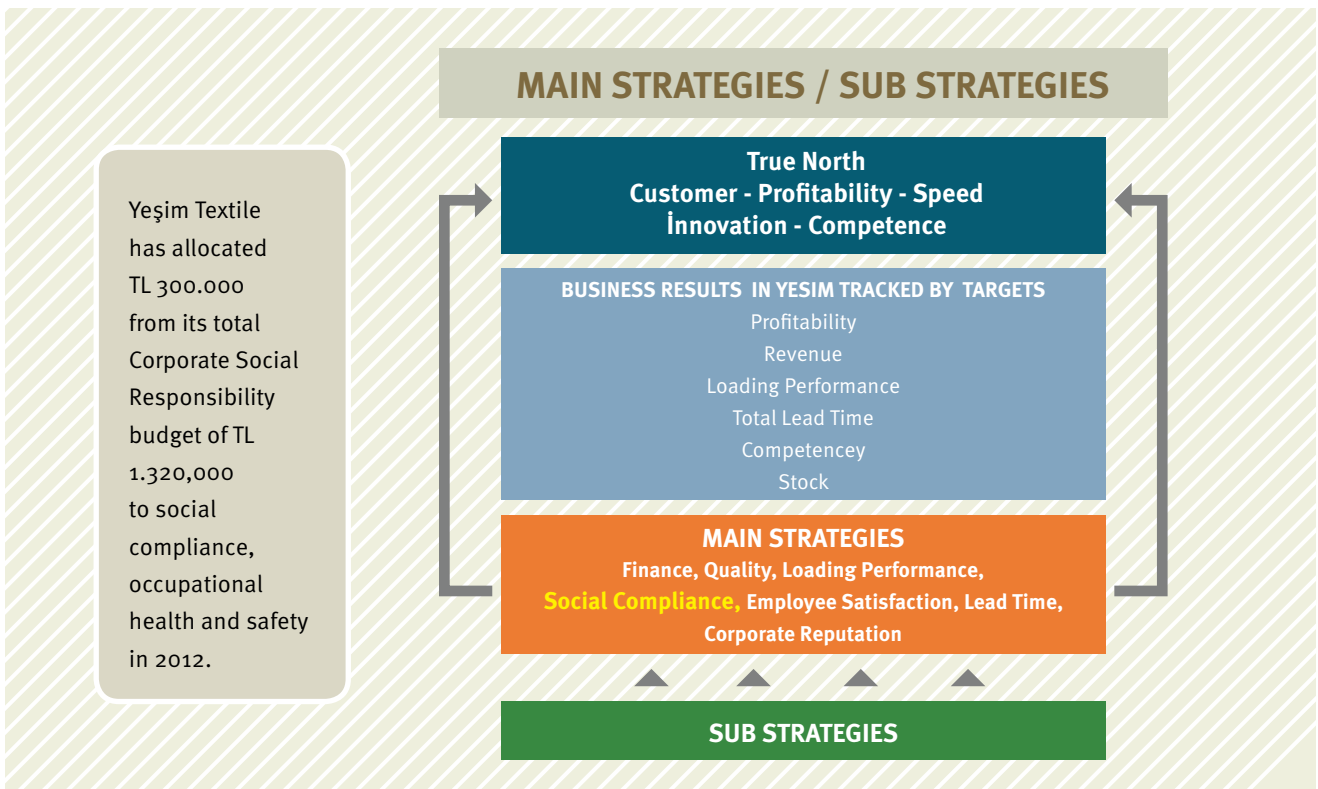 MAIN STRATEGIES / SUB STRATEGIES
Yeşim Textile
has allocated
TL 300.000
from its total
Corporate Social
Responsibility
budget of TL
1.320,000
to social
compliance,
occupational
health and safety
in 2012.
True North
Customer - Profitability - Speed
İnnovation - Competence
BUSINESS RESULTS IN YESIM TRACKED BY TARGETS
Profitability
Revenue
Loading Performance
Total Lead Time
Competencey
Stock
MAIN STRATEGIES
Finance, Quality, Loading Performance,
Social Compliance, Employee Satisfaction, Lead Time,
Corporate Reputation
SUB STRATEGIES